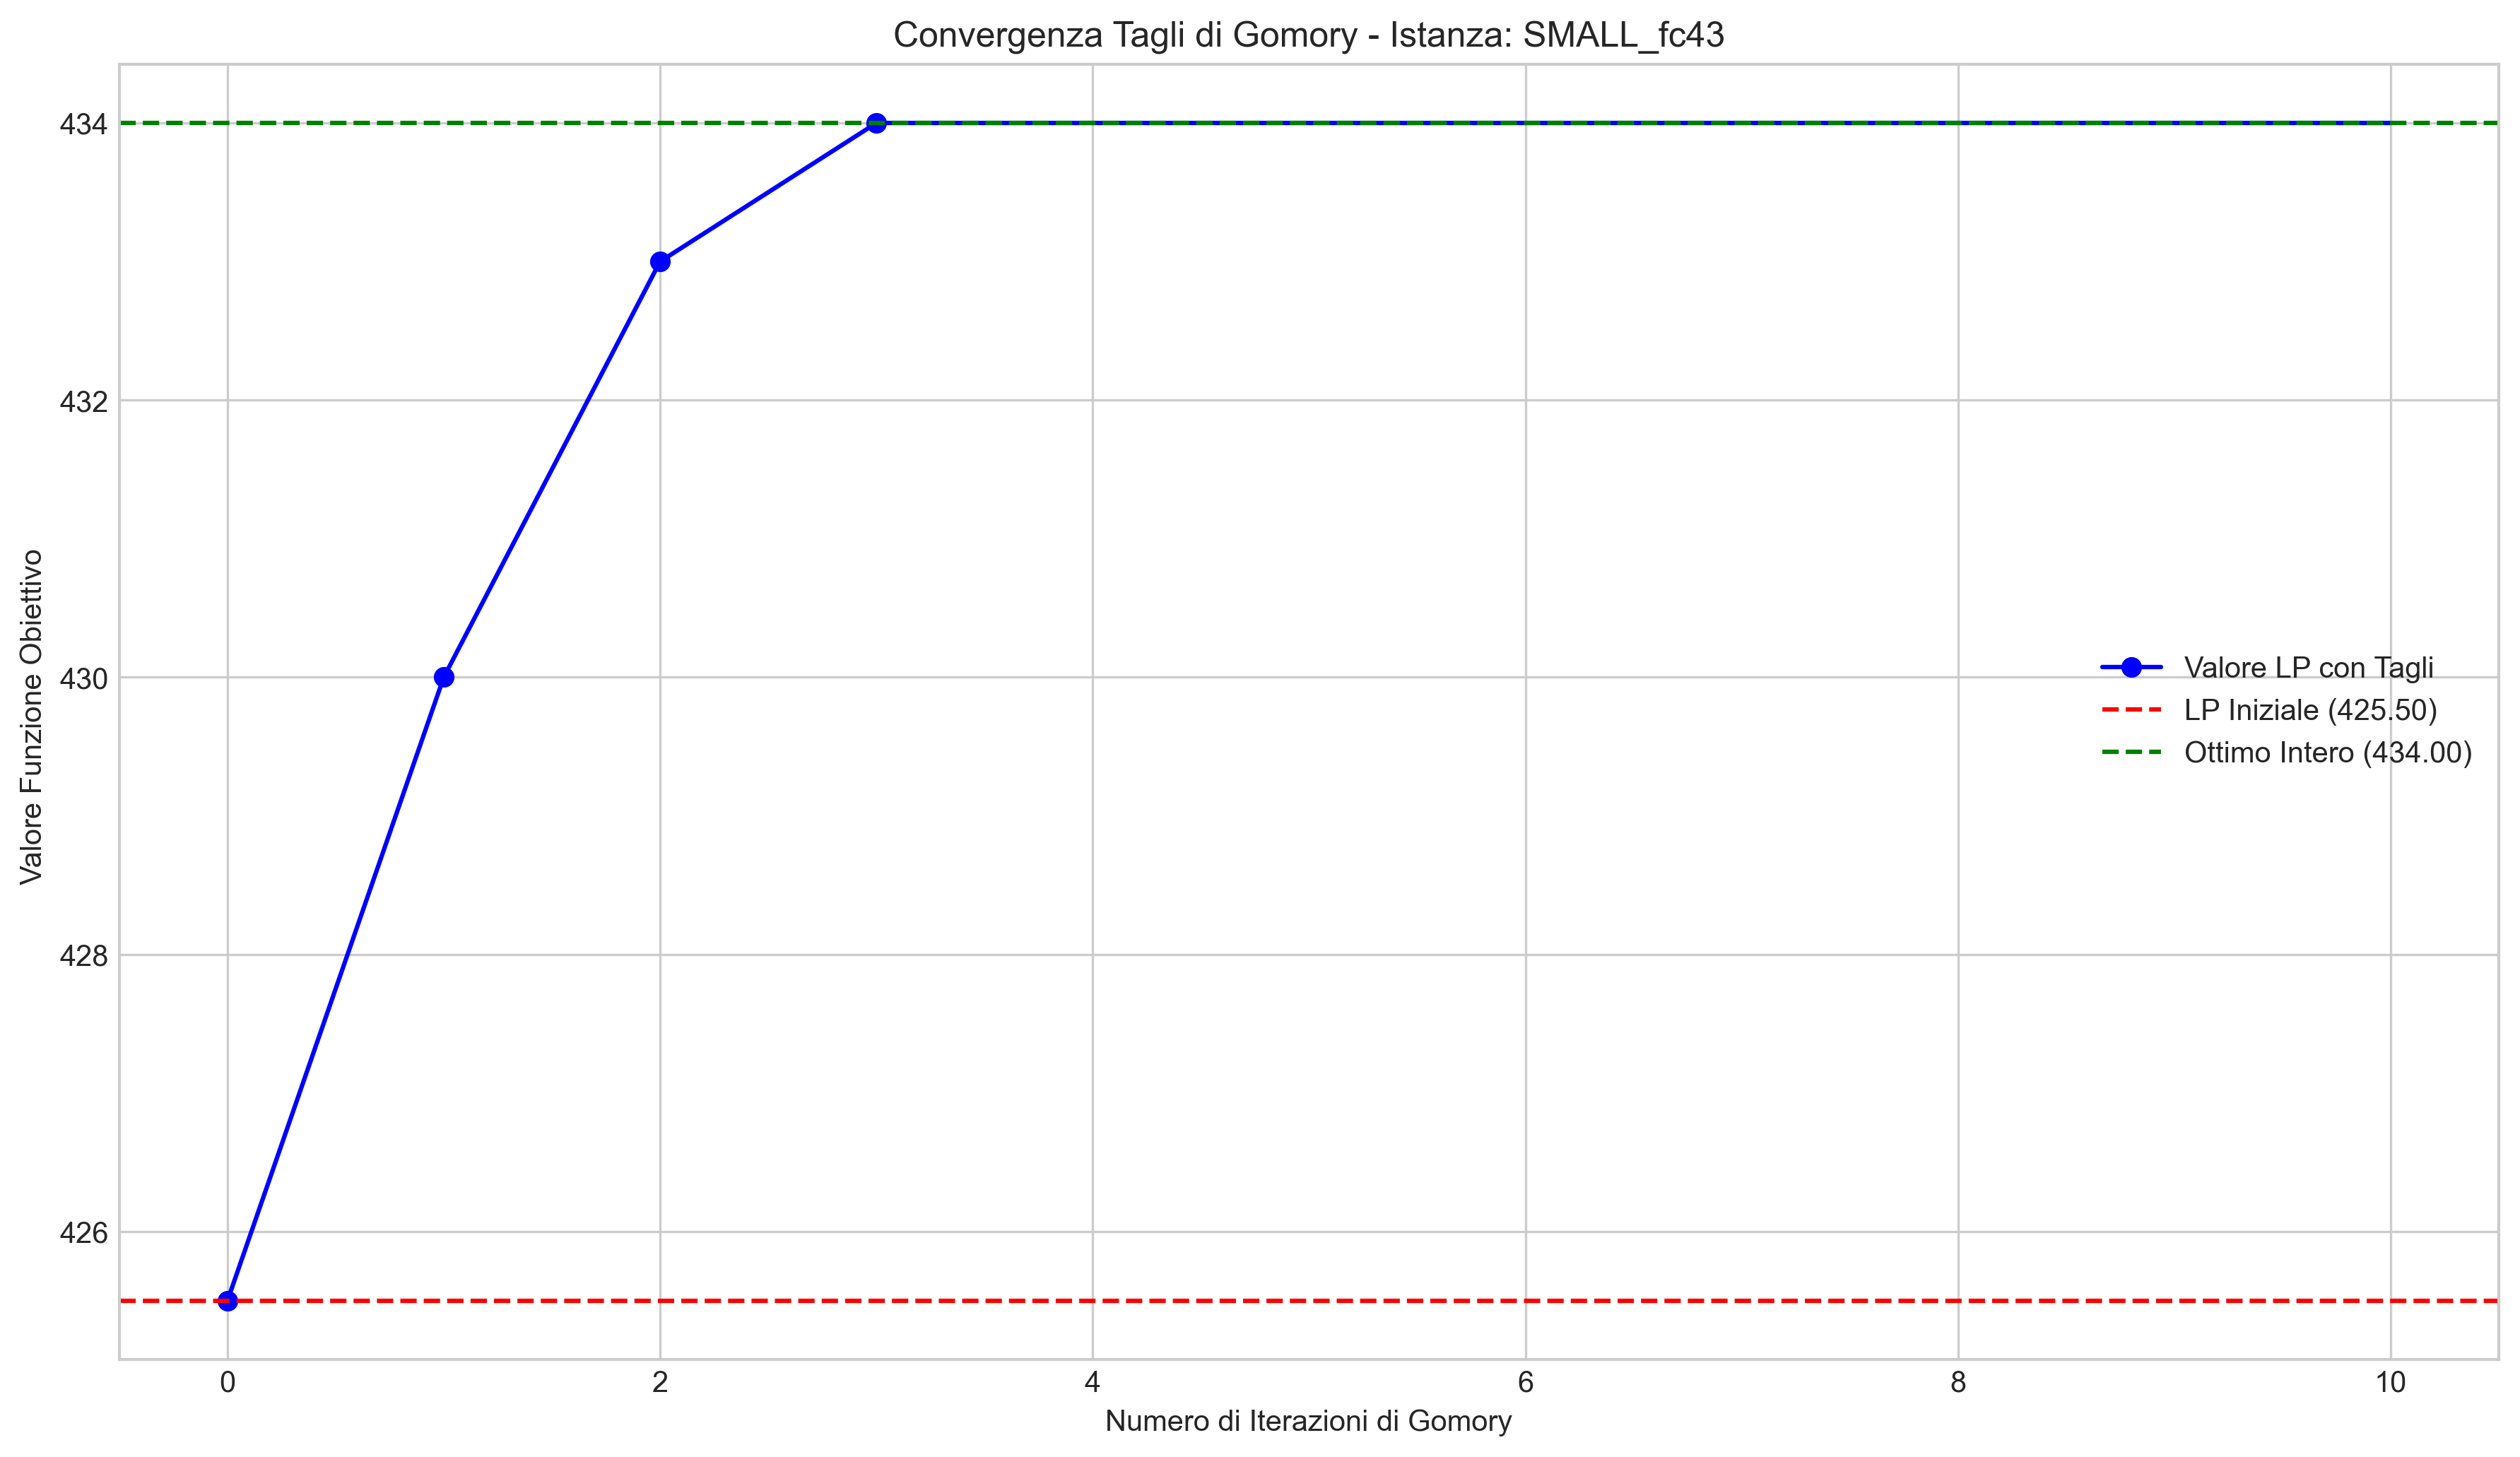 Convergenza Tagli di Gomory - Istanza: SMALL_fc43
Valore Funzione Obiettivo
434
432
430
428
426
Valore LP con Tagli
LP Iniziale (425.50)
Ottimo Intero (434.00)
0 2 4 6 8 10
Numero di Iterazioni di Gomory